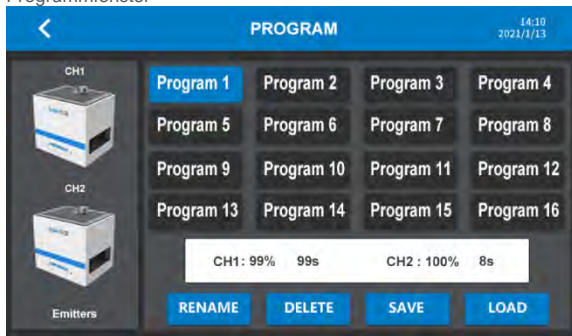 PROGRAM
14:10
2021/1/13
CH1
CH2
Emitters
Program 1 Program 2 Program 3 Program 4
Program 5 Program 6 Program 7 Program 8
Program 9 Program 10 Program 11 Program 12
Program 13 Program 14 Program 15 Program 16
CH1: 99% 99s CH2 : 100% 8s
RENAME DELETE SAVE LOAD